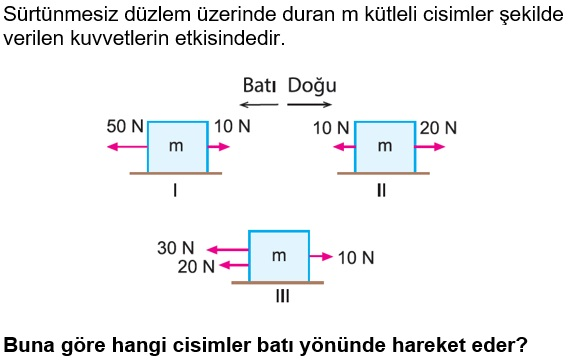 Sürtünmesiz düzlem üzerinde duran m kütleli cisimler şekilde
verilen kuvvetlerin etkisindedir.
Batı Doğu
50 N m 10 N
I
10 N m 20 N
II
30 N
20 N
m
10 N
III
Buna göre hangi cisimler batı yönünde hareket eder?